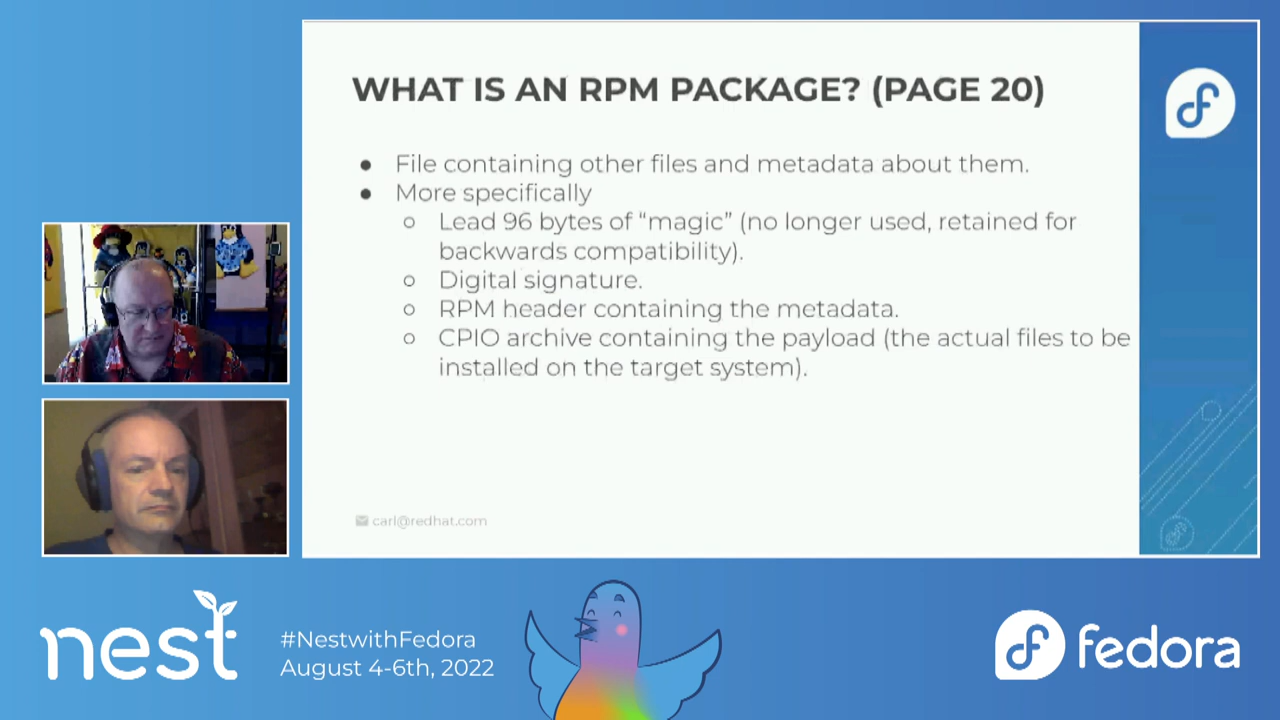 WHAT IS AN RPM PACKAGE? (PAGE 20)
● File containing other files and metadata about them.
● More specifically
○ Lead 96 bytes of “magic” (no longer used, retained for
backwards compatibility).
○ Digital signature.
○ RPM header containing the metadata.
○ CPIO archive containing the payload (the actual files to be
installed on the target system).
carl@redhat.com
nest
#NestwithFedora
August 4-6th, 2022
fedora